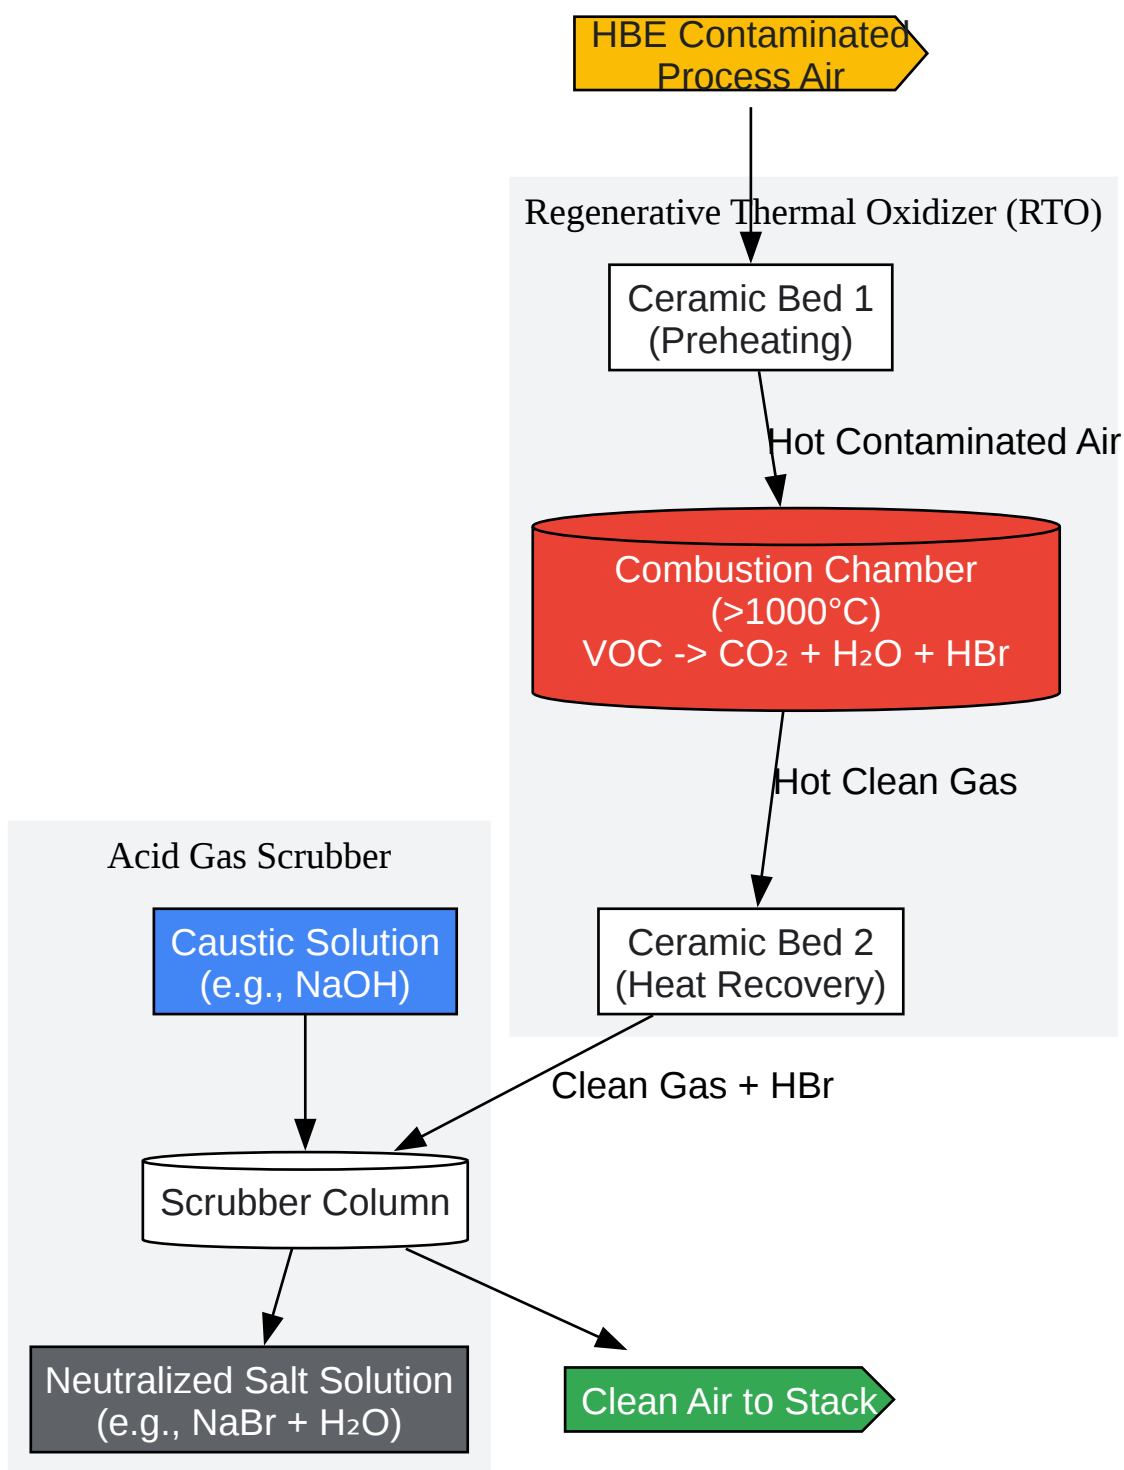 HBE Contaminated
Process Air
Regenerative Thermal Oxidizer (RTO)
Ceramic Bed 1
(Preheating)
Hot Contaminated Air
Combustion Chamber
(>1000°C)
VOC -> CO₂ + H₂O + HBr
Hot Clean Gas
Acid Gas Scrubber
Caustic Solution
(e.g., NaOH)
Ceramic Bed 2
(Heat Recovery)
Clean Gas + HBr
Scrubber Column
Neutralized Salt Solution
(e.g., NaBr + H₂O)
Clean Air to Stack